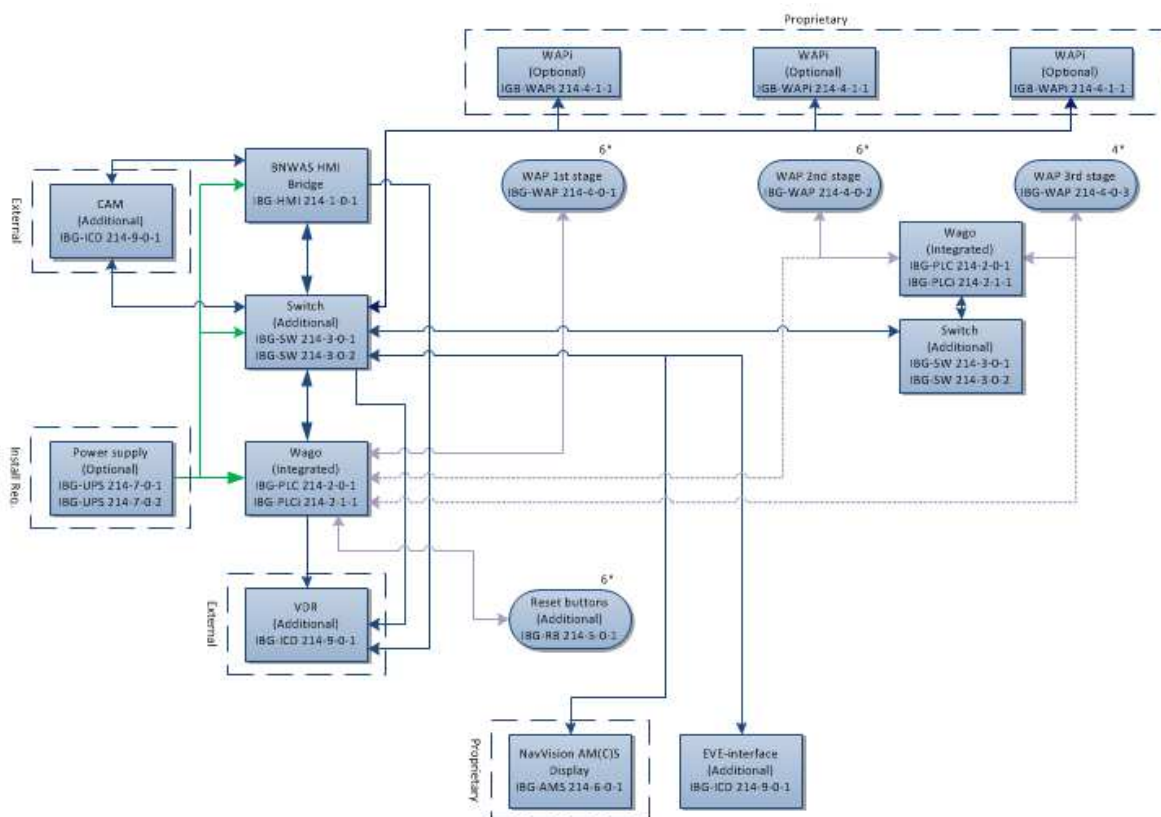 Proprietary
WAPi
(Optional)
IGB-WAPi 214-4-1-1
WAPi
(Optional)
IGB-WAPi 214-4-1-1
WAPi
(Optional)
IGB-WAPi 214-4-1-1
BNWAS HMI
Bridge
IBG-HMI 214-1-0-1
6*
WAP 1st stage
IBG-WAP 214-4-0-1
6*
WAP 2nd stage
IBG-WAP 214-4-0-2
4*
WAP 3rd stage
IBG-WAP 214-4-0-3
External
CAM
(Additional)
IBG-ICD 214-9-0-1
Wago
(Integrated)
IBG-PLC 214-2-0-1
IBG-PLCi 214-2-1-1
Switch
(Additional)
IBG-SW 214-3-0-1
IBG-SW 214-3-0-2
Switch
(Additional)
IBG-SW 214-3-0-1
IBG-SW 214-3-0-2
Install Req.
Power supply
(Optional)
IBG-UPS 214-7-0-1
IBG-UPS 214-7-0-2
Wago
(Integrated)
IBG-PLC 214-2-0-1
IBG-PLCi 214-2-1-1
External
VDR
(Additional)
IBG-ICD 214-9-0-1
6*
Reset buttons
(Additional)
IBG-RB 214-5-0-1
Proprietary
NavVision AM(C)S
Display
IBG-AMS 214-6-0-1
EVE-interface
(Additional)
IBG-ICD 214-9-0-1